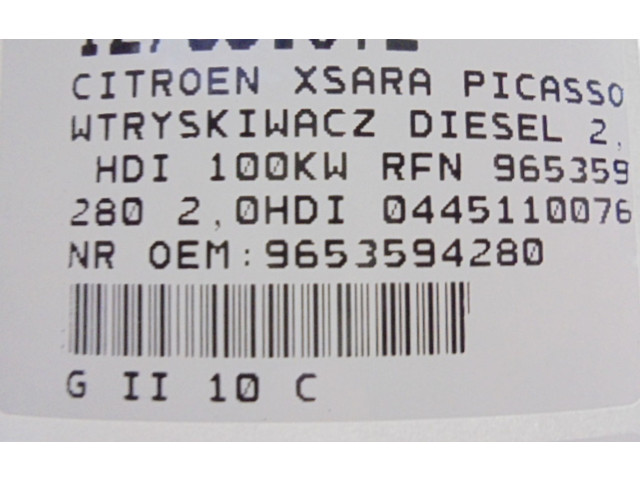 CITROEN XSARA PICASSO
WTRYSKIWACZ DIESEL 2,
HDI 100KW RFN 965359
280 2,0HDI 0445110076
NR OEM:9653594280
G II 10 C